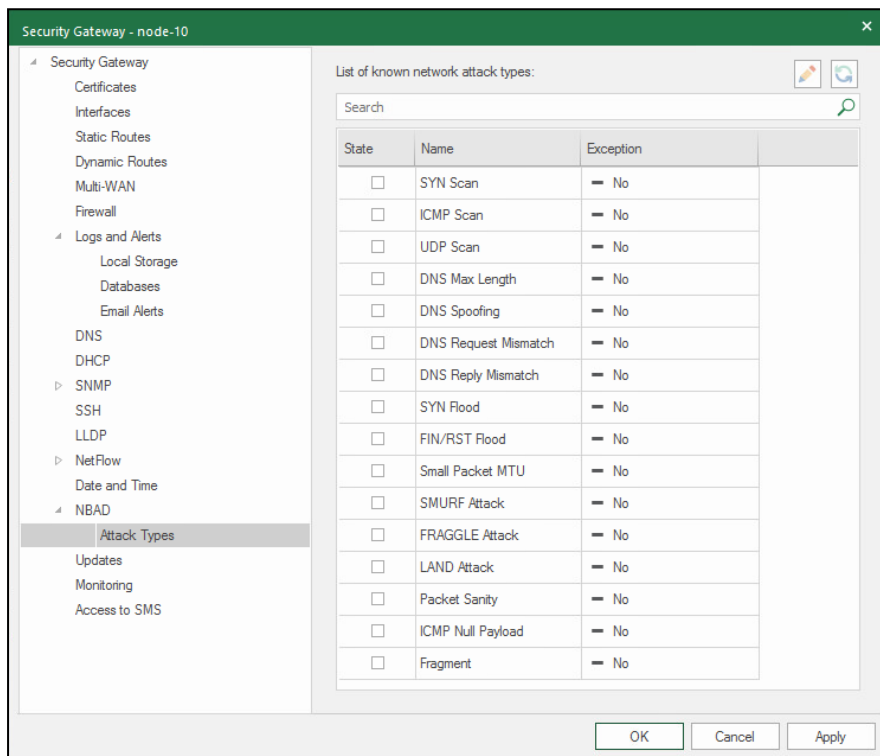 Security Gateway - node-10
Security Gateway
Certificates
Interfaces
Static Routes
Dynamic Routes
Multi-WAN
Firewall
Logs and Alerts
Local Storage
Databases
Email Alerts
DNS
DHCP
SNMP
SSH
LLDP
NetFlow
Date and Time
NBAD
Attack Types
Updates
Monitoring
Access to SMS
List of known network attack types:
Search
State Name Exception
SYN Scan No
ICMP Scan No
UDP Scan No
DNS Max Length No
DNS Spoofing No
DNS Request Mismatch No
DNS Reply Mismatch No
SYN Flood No
FIN/RST Flood No
Small Packet MTU No
SMURF Attack No
FRAGGLE Attack No
LAND Attack No
Packet Sanity No
ICMP Null Payload No
Fragment No
OK Cancel Apply